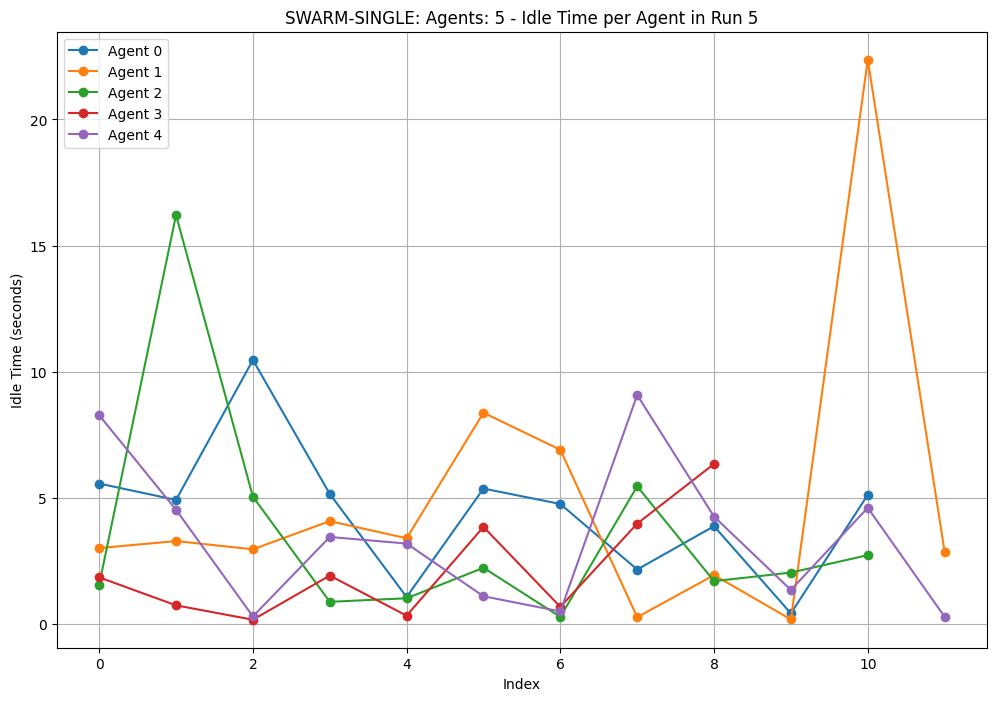 SWARM-SINGLE: Agents: 5 - Idle Time per Agent in Run 5
Agent 0
Agent 1
Agent 2
Agent 3
Agent 4
Idle Time (seconds)
20
15
10
5
0
0 2 4 6 8 10
Index